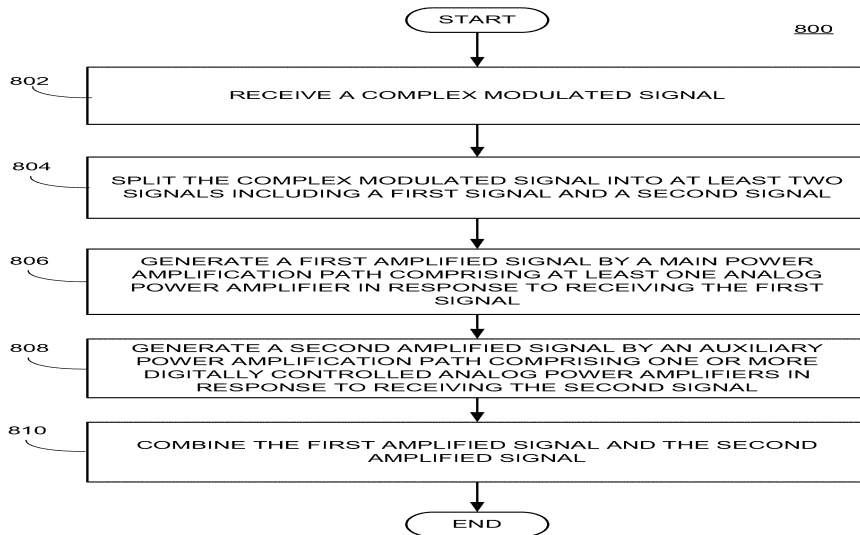 START
800
802
RECEIVE A COMPLEX MODULATED SIGNAL
804
SPLIT THE COMPLEX MODULATED SIGNAL INTO AT LEAST TWO
SIGNALS INCLUDING A FIRST SIGNAL AND A SECOND SIGNAL
806
GENERATE A FIRST AMPLIFIED SIGNAL BY A MAIN POWER
AMPLIFICATION PATH COMPRISING AT LEAST ONE ANALOG
POWER AMPLIFIER IN RESPONSE TO RECEIVING THE FIRST
SIGNAL
808
GENERATE A SECOND AMPLIFIED SIGNAL BY AN AUXILIARY
POWER AMPLIFICATION PATH COMPRISING ONE OR MORE
DIGITALLY CONTROLLED ANALOG POWER AMPLIFIERS IN
RESPONSE TO RECEIVING THE SECOND SIGNAL
810
COMBINE THE FIRST AMPLIFIED SIGNAL AND THE SECOND
AMPLIFIED SIGNAL
END